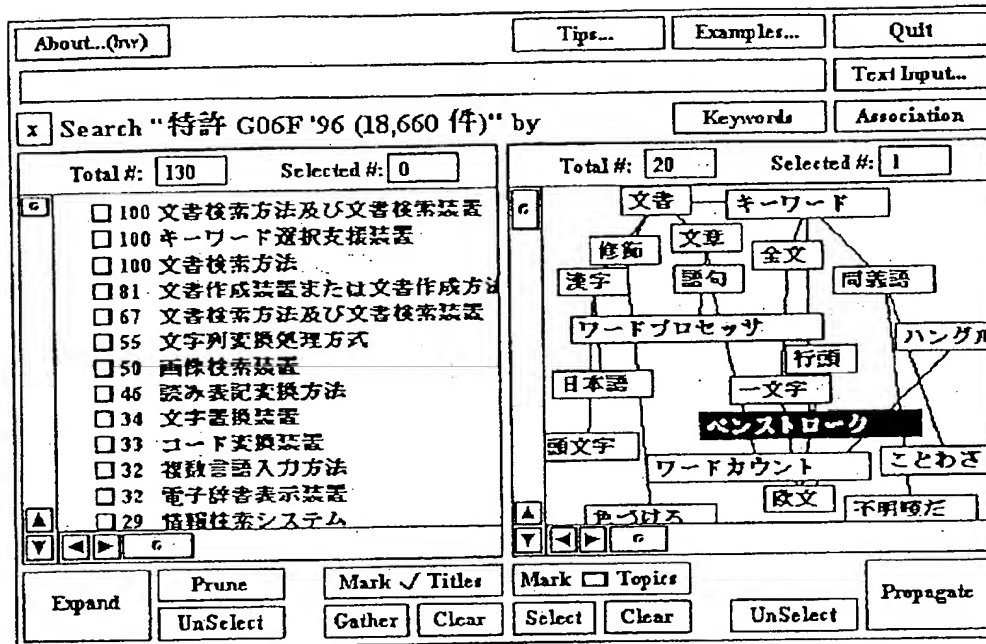 About...(hw) Tips... Examples... Quit
Text Input...
x Search "特許 G06F '96 (18,660 件)" by Keywords Association
Total #: 130 Selected #: 0
Total #: 20 Selected #: 1
100 文書検索方法及び文書検索装置
100 キーワード選択支援装置
100 文書検索方法
81 文書作成装置または文書作成方法
67 文書検索方法及び文書検索装置
55 文字列変換処理方式
50 画像検索装置
46 読み表記変換方法
34 文字置換装置
33 コード変換装置
32 複数言語入力方法
32 電子辞書表示装置
29 情報検索システム
文書 キーワード
修飾 文章 全文
漢字 語句 同義語
ワードプロセッサ ハングル
行頭
日本語 一文字
ペンストローク
頭文字 ワードカウント ことわざ
欧文 不明瞭だ
色づける
Expand Prune Mark ✓ Titles
UnSelect Gather Clear
Mark Topics Propagate
Select Clear UnSelect